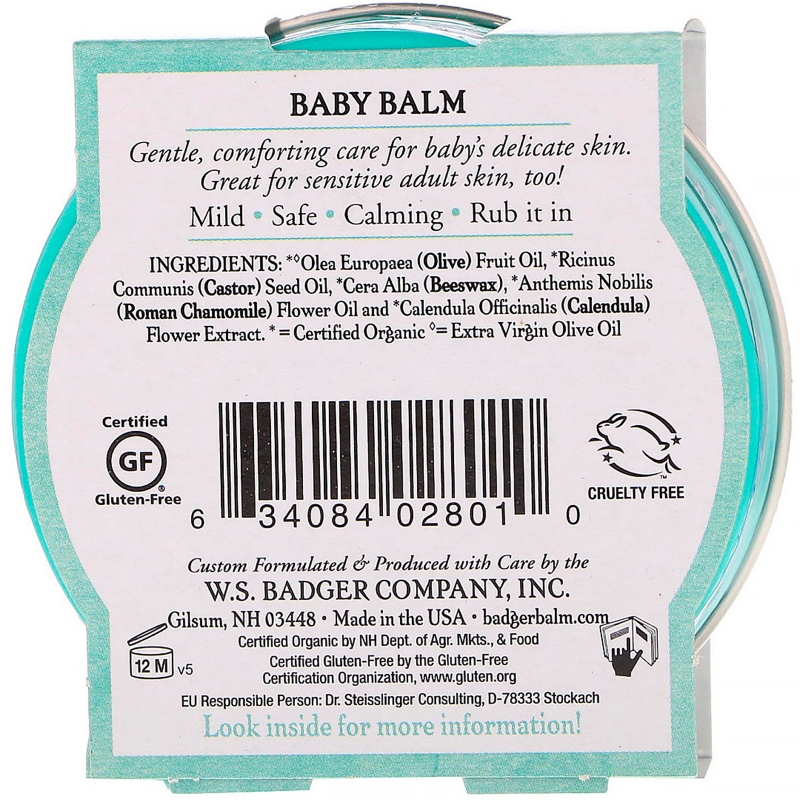 BABY BALM
Gentle, comforting care for baby's delicate skin.
Great for sensitive adult skin, too!
Mild • Safe • Calming • Rub it in
INGREDIENTS: *◊Olea Europaea (Olive) Fruit Oil, *Ricinus
Communis (Castor) Seed Oil, *Cera Alba (Beeswax), *Anthemis Nobilis
(Roman Chamomile) Flower Oil and *Calendula Officinalis (Calendula)
Flower Extract. * = Certified Organic ◊= Extra Virgin Olive Oil
Certified
GF
®
Gluten-Free
6 34084 02801 0
TM
CRUELTY FREE
Custom Formulated & Produced with Care by the
W.S. BADGER COMPANY, INC.
Gilsum, NH 03448 • Made in the USA • badgerbalm.com
Certified Organic by NH Dept. of Agr. Mkts., & Food
12 M v5
Certified Gluten-Free by the Gluten-Free
Certification Organization, www.gluten.org
EU Responsible Person: Dr. Steisslinger Consulting, D-78333 Stockach
Look inside for more information!